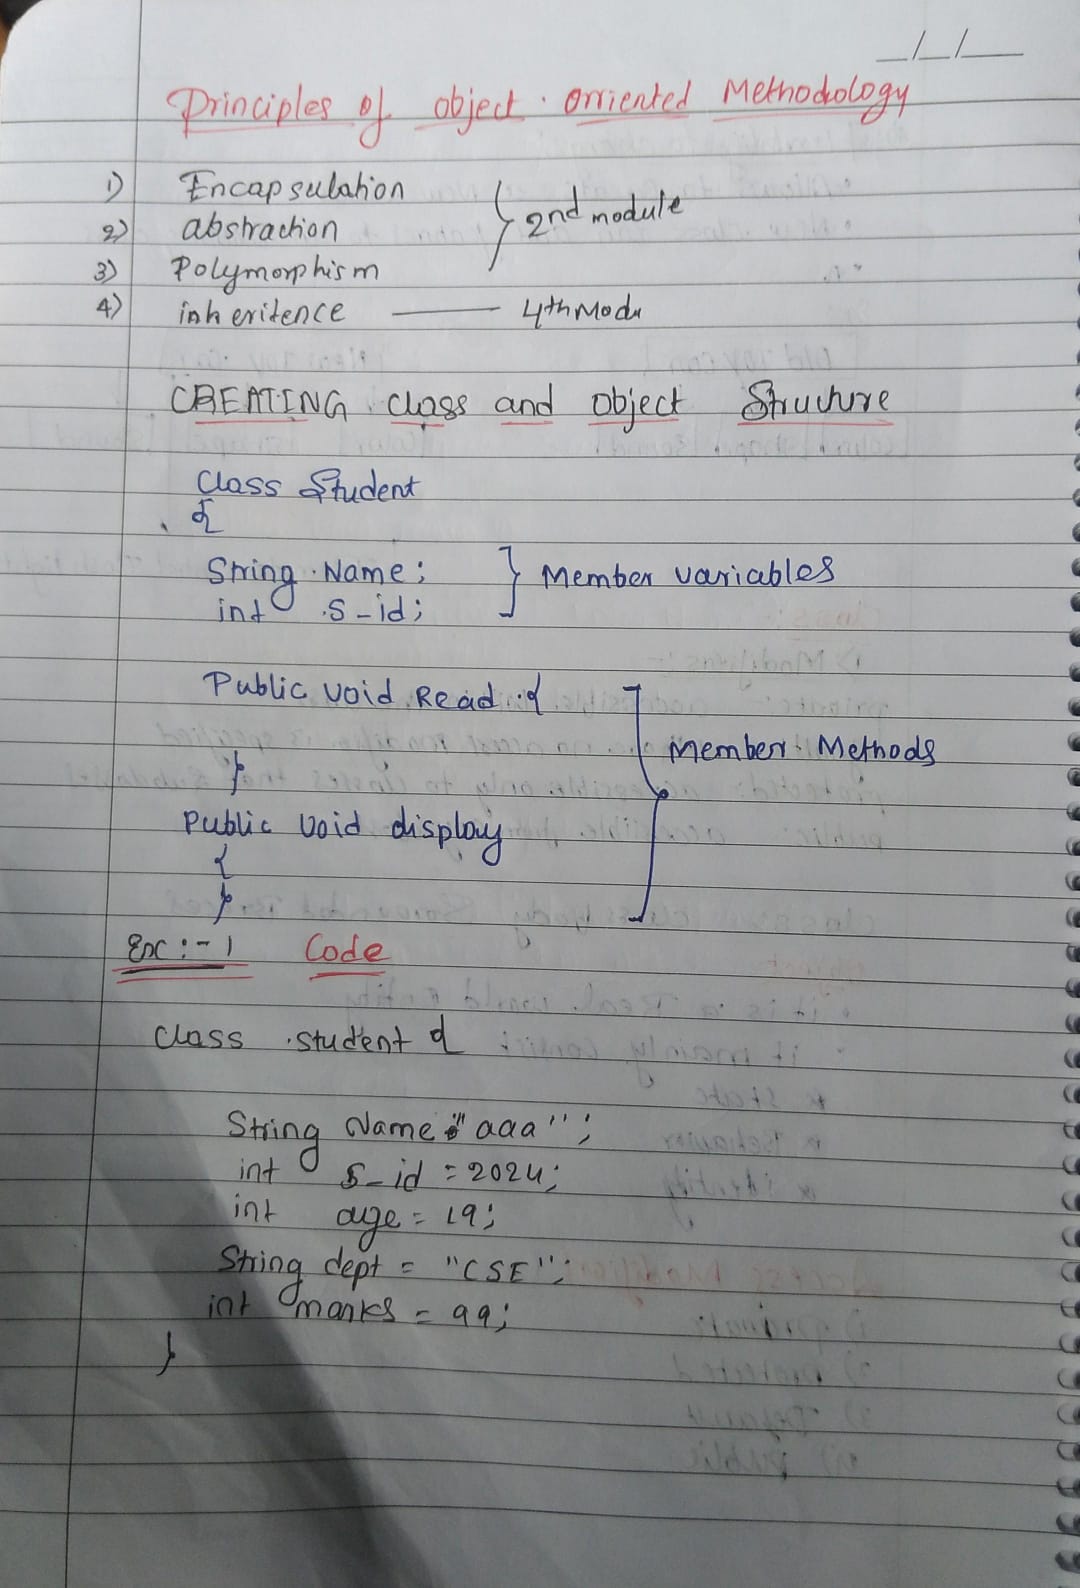 Principles of object oriented Methodology
1) Encapsulation
2) abstraction } 2nd module
3) Polymorphism
4) inheritence —— 4th Modu
CREATING class and object Structure
Class Student
{
String Name; } Member variables
int s_id;
Public void Read {
Member Methods
}
Public void display
{
}
Ex:-1 Code
class student {
String Name = "aaa";
int s_id = 2024;
int age = 19;
String dept = "CSE";
int marks = 99;
}